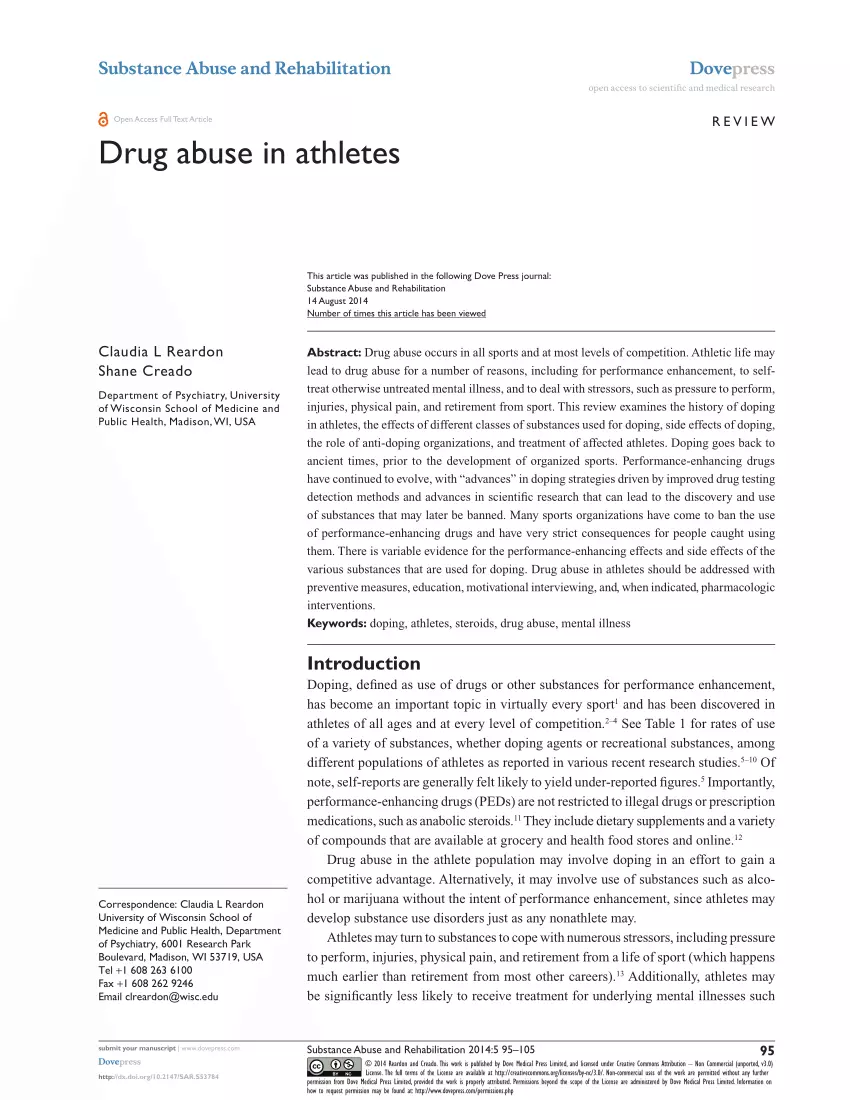 Substance Abuse and Rehabilitation
Dovepress
open access to scientific and medical research
Open Access Full Text Article
REVIEW
Drug abuse in athletes
This article was published in the following Dove Press journal:
Substance Abuse and Rehabilitation
14 August 2014
Number of times this article has been viewed
Claudia L Reardon
Shane Creado
Department of Psychiatry, University
of Wisconsin School of Medicine and
Public Health, Madison, WI, USA
Abstract: Drug abuse occurs in all sports and at most levels of competition. Athletic life may
lead to drug abuse for a number of reasons, including for performance enhancement, to self-
treat otherwise untreated mental illness, and to deal with stressors, such as pressure to perform,
injuries, physical pain, and retirement from sport. This review examines the history of doping
in athletes, the effects of different classes of substances used for doping, side effects of doping,
the role of anti-doping organizations, and treatment of affected athletes. Doping goes back to
ancient times, prior to the development of organized sports. Performance-enhancing drugs
have continued to evolve, with “advances” in doping strategies driven by improved drug testing
detection methods and advances in scientific research that can lead to the discovery and use
of substances that may later be banned. Many sports organizations have come to ban the use
of performance-enhancing drugs and have very strict consequences for people caught using
them. There is variable evidence for the performance-enhancing effects and side effects of the
various substances that are used for doping. Drug abuse in athletes should be addressed with
preventive measures, education, motivational interviewing, and, when indicated, pharmacologic
interventions.
Keywords: doping, athletes, steroids, drug abuse, mental illness
Introduction
Doping, defined as use of drugs or other substances for performance enhancement,
has become an important topic in virtually every sport¹ and has been discovered in
athletes of all ages and at every level of competition.²⁻⁴ See Table 1 for rates of use
of a variety of substances, whether doping agents or recreational substances, among
different populations of athletes as reported in various recent research studies.⁵⁻¹⁰ Of
note, self-reports are generally felt likely to yield under-reported figures.⁵ Importantly,
performance-enhancing drugs (PEDs) are not restricted to illegal drugs or prescription
medications, such as anabolic steroids.¹¹ They include dietary supplements and a variety
of compounds that are available at grocery and health food stores and online.¹²
Drug abuse in the athlete population may involve doping in an effort to gain a
competitive advantage. Alternatively, it may involve use of substances such as alco-
hol or marijuana without the intent of performance enhancement, since athletes may
develop substance use disorders just as any nonathlete may.
Athletes may turn to substances to cope with numerous stressors, including pressure
to perform, injuries, physical pain, and retirement from a life of sport (which happens
much earlier than retirement from most other careers).¹³ Additionally, athletes may
be significantly less likely to receive treatment for underlying mental illnesses such
Correspondence: Claudia L Reardon
University of Wisconsin School of
Medicine and Public Health, Department
of Psychiatry, 6001 Research Park
Boulevard, Madison, WI 53719, USA
Tel +1 608 263 6100
Fax +1 608 262 9246
Email clreardon@wisc.edu
submit your manuscript | www.dovepress.com
Dovepress
http://dx.doi.org/10.2147/SAR.S53784
Substance Abuse and Rehabilitation 2014:5 95–105
95
© 2014 Reardon and Creado. This work is published by Dove Medical Press Limited, and licensed under Creative Commons Attribution – Non Commercial (unported, v3.0)
License. The full terms of the License are available at http://creativecommons.org/licenses/by-nc/3.0/. Non-commercial uses of the work are permitted without any further
permission from Dove Medical Press Limited, provided the work is properly attributed. Permissions beyond the scope of the License are administered by Dove Medical Press Limited. Information on
how to request permission may be found at: http://www.dovepress.com/permissions.php
cc BY NC